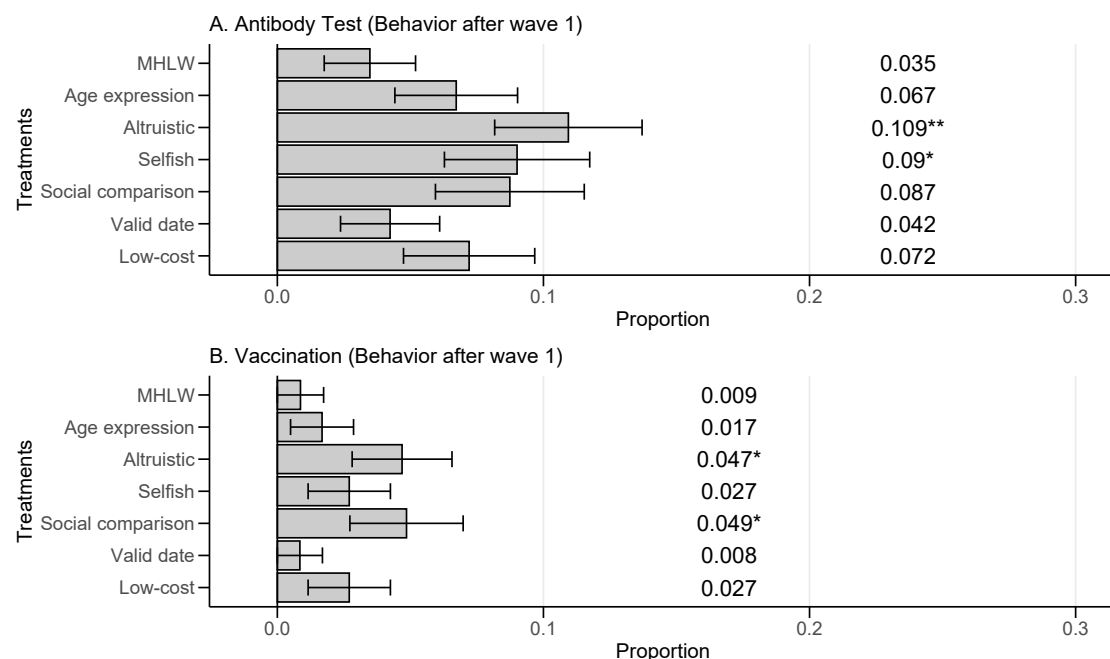 A. Antibody Test (Behavior after wave 1)
Treatments
MHLW 0.035
Age expression 0.067
Altruistic 0.109**
Selfish 0.09*
Social comparison 0.087
Valid date 0.042
Low-cost 0.072
0.0 0.1 0.2 0.3
Proportion
B. Vaccination (Behavior after wave 1)
Treatments
MHLW 0.009
Age expression 0.017
Altruistic 0.047*
Selfish 0.027
Social comparison 0.049*
Valid date 0.008
Low-cost 0.027
0.0 0.1 0.2 0.3
Proportion